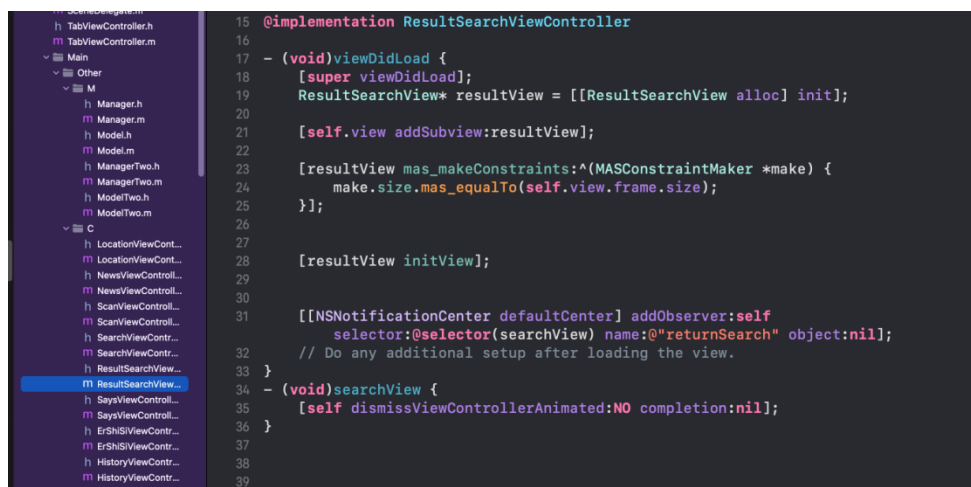 SceneDelegate.m
h TabViewController.h
m TabViewController.m
Main
Other
M
h Manager.h
m Manager.m
h Model.h
m Model.m
h ManagerTwo.h
m ManagerTwo.m
h ModelTwo.h
m ModelTwo.m
C
h LocationViewCont...
m LocationViewCont...
h NewsViewControll...
m NewsViewControll...
h ScanViewControll...
m ScanViewControll...
h SearchViewContr...
m SearchViewContr...
h ResultSearchView...
m ResultSearchView...
h SaysViewControll...
m SaysViewControll...
h ErShiSiViewContr...
m ErShiSiViewContr...
h HistoryViewContr...
m HistoryViewContr...
15 @implementation ResultSearchViewController
16
17 - (void)viewDidLoad {
18 [super viewDidLoad];
19 ResultSearchView* resultView = [[ResultSearchView alloc] init];
20
21 [self.view addSubview:resultView];
22
23 [resultView mas_makeConstraints:^(MASConstraintMaker *make) {
24 make.size.mas_equalTo(self.view.frame.size);
25 }];
26
27
28 [resultView initView];
29
30
31 [[NSNotificationCenter defaultCenter] addObserver:self
selector:@selector(searchView) name:@"returnSearch" object:nil];
32 // Do any additional setup after loading the view.
33 }
34 - (void)searchView {
35 [self dismissViewControllerAnimated:NO completion:nil];
36 }
37
38
39